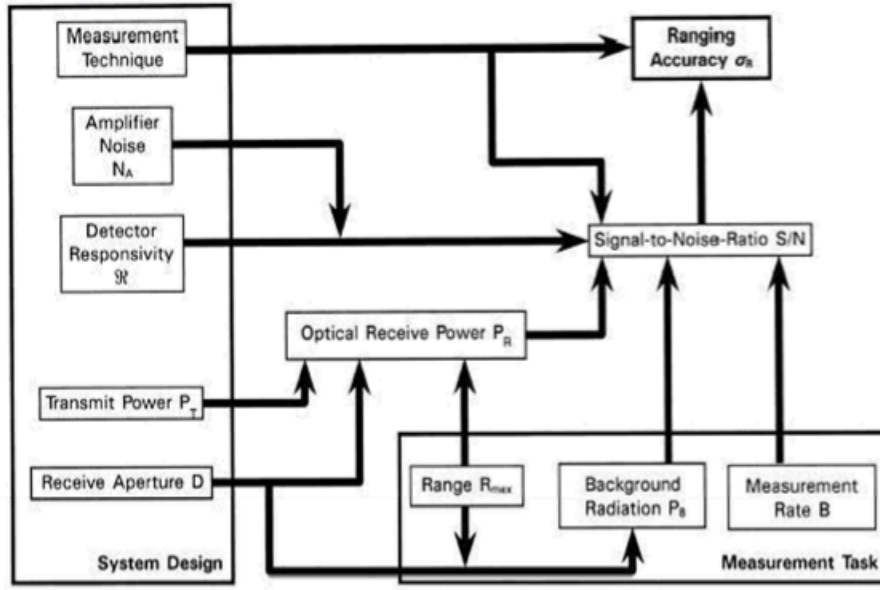 Measurement
Technique
Ranging
Accuracy σR
Amplifier
Noise
NA
Detector
Responsivity
ℜ
Signal-to-Noise-Ratio S/N
Optical Receive Power PR
Transmit Power PT
Receive Aperture D
Range Rmax
Background
Radiation PB
Measurement
Rate B
System Design
Measurement Task